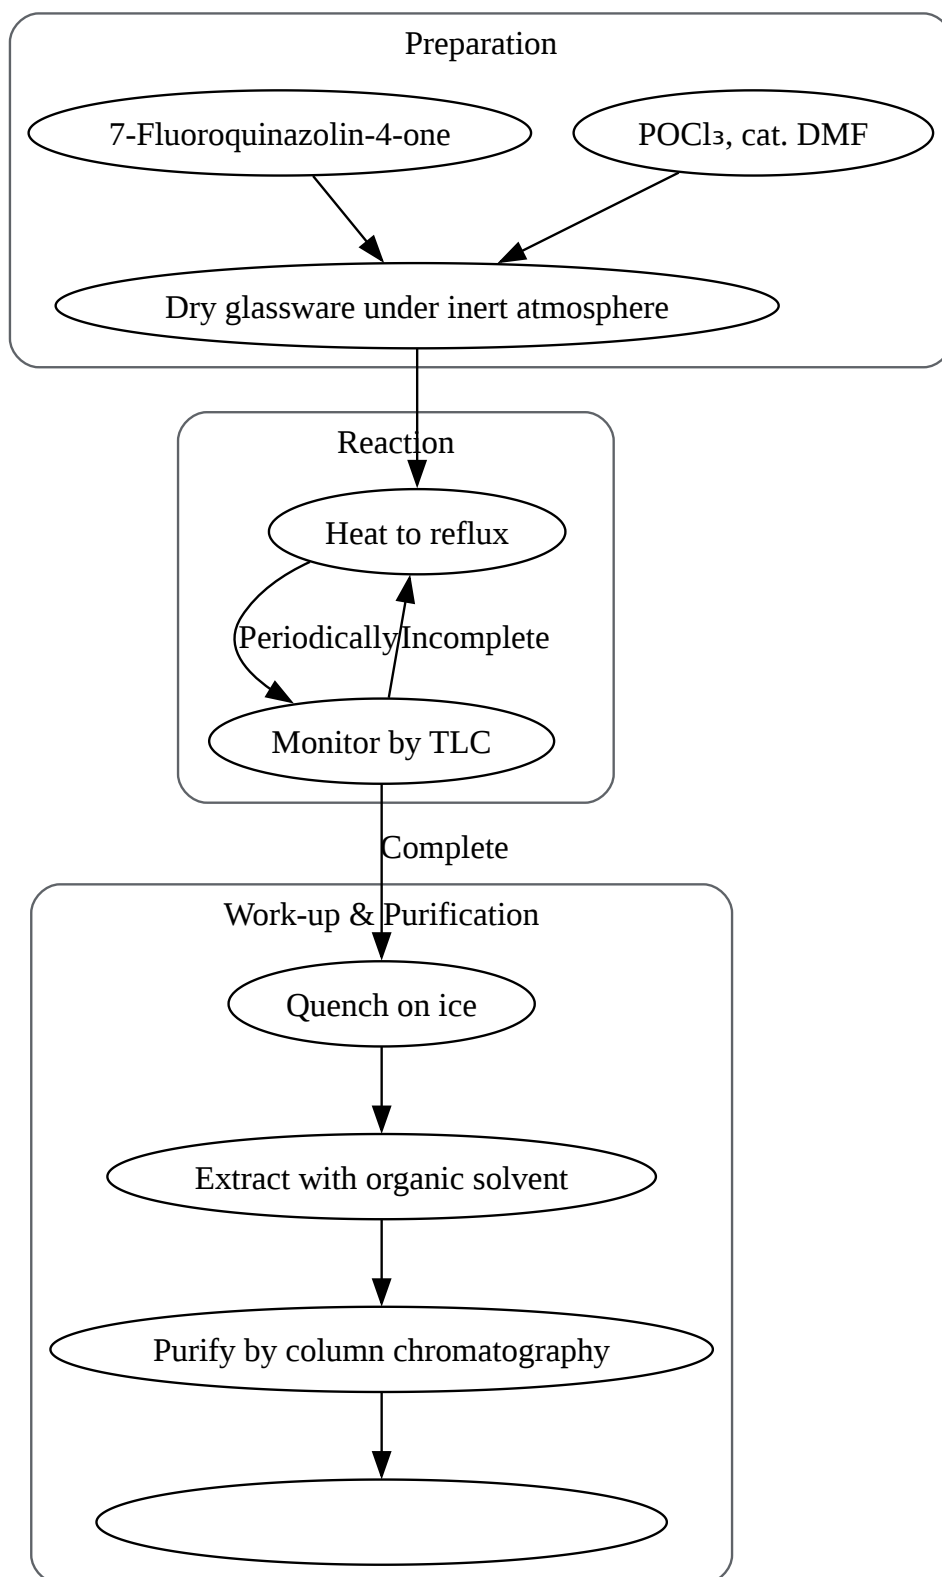 Preparation
7-Fluoroquinazolin-4-one
POCl₃, cat. DMF
Dry glassware under inert atmosphere
Reaction
Heat to reflux
Periodically
Incomplete
Monitor by TLC
Complete
Work-up & Purification
Quench on ice
Extract with organic solvent
Purify by column chromatography